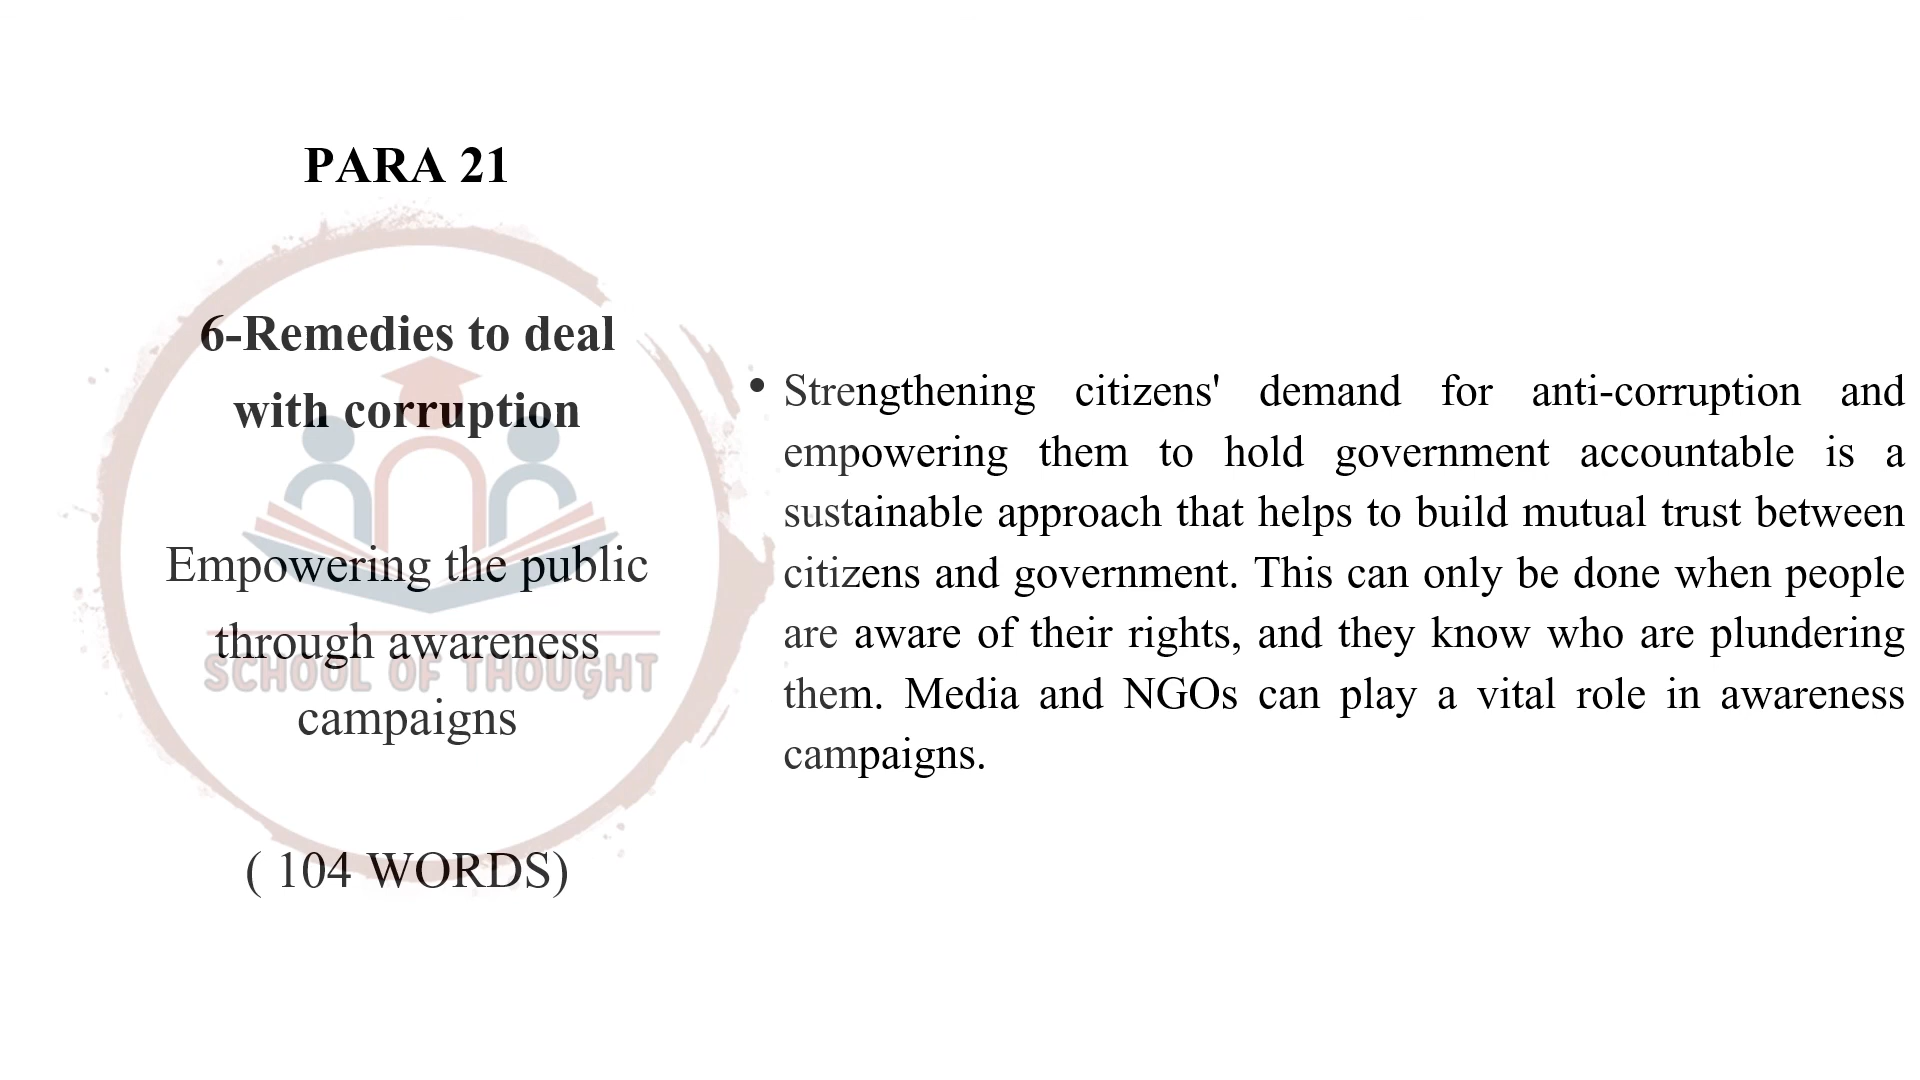 PARA 21
6-Remedies to deal
with corruption
Empowering the public
through awareness
campaigns
( 104 WORDS)
SCHOOL OF THOUGHT
• Strengthening citizens' demand for anti-corruption and
empowering them to hold government accountable is a
sustainable approach that helps to build mutual trust between
citizens and government. This can only be done when people
are aware of their rights, and they know who are plundering
them. Media and NGOs can play a vital role in awareness
campaigns.